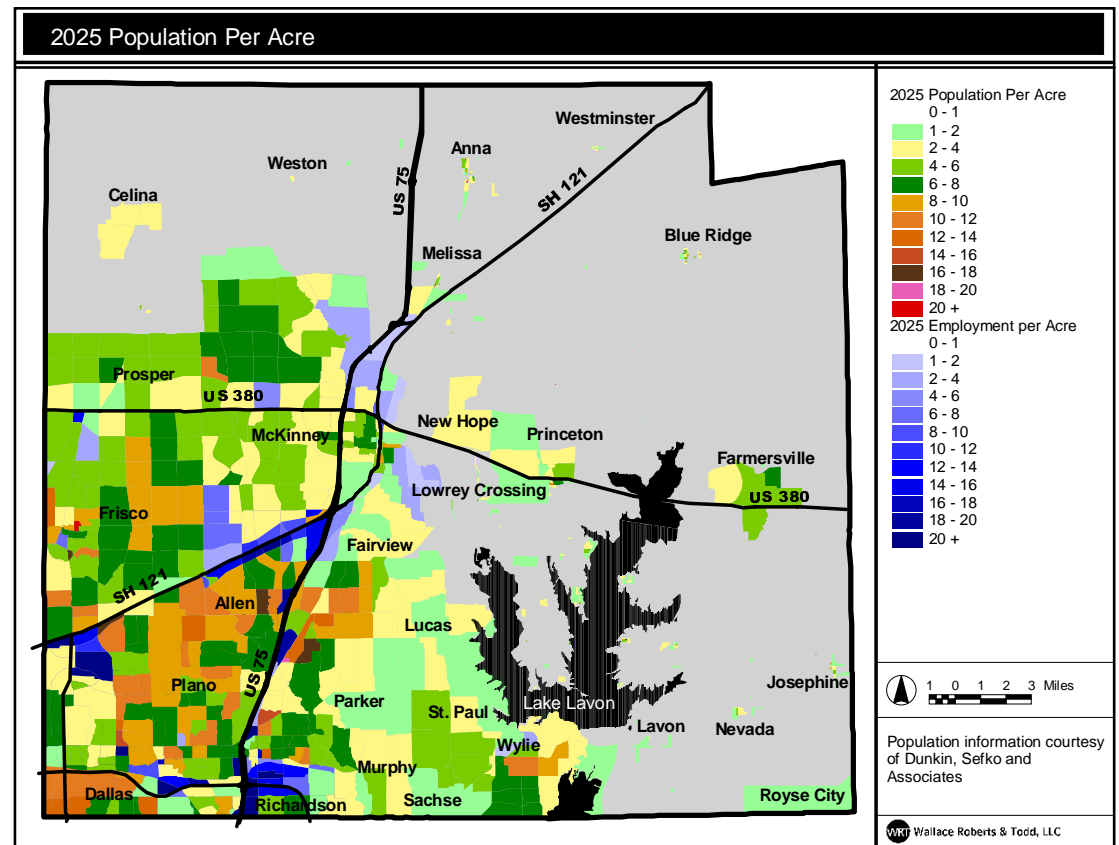 2025 Population Per Acre
Westminster
Anna
Weston
US 75
SH 121
Celina
Blue Ridge
Melissa
Prosper
US 380
McKinney
New Hope
Princeton
Farmersville
Lowrey Crossing
US 380
Frisco
Fairview
SH 121
Allen
Lucas
US 75
Plano
Josephine
Parker
St. Paul
Lake Lavon
Lavon
Nevada
Wylie
Murphy
Dallas
Richardson
Sachse
Royse City
2025 Population Per Acre
0 - 1
1 - 2
2 - 4
4 - 6
6 - 8
8 - 10
10 - 12
12 - 14
14 - 16
16 - 18
18 - 20
20 +
2025 Employment per Acre
0 - 1
1 - 2
2 - 4
4 - 6
6 - 8
8 - 10
10 - 12
12 - 14
14 - 16
16 - 18
18 - 20
20 +
1 0 1 2 3 Miles
Population information courtesy
of Dunkin, Sefko and
Associates
WRT Wallace Roberts & Todd, LLC